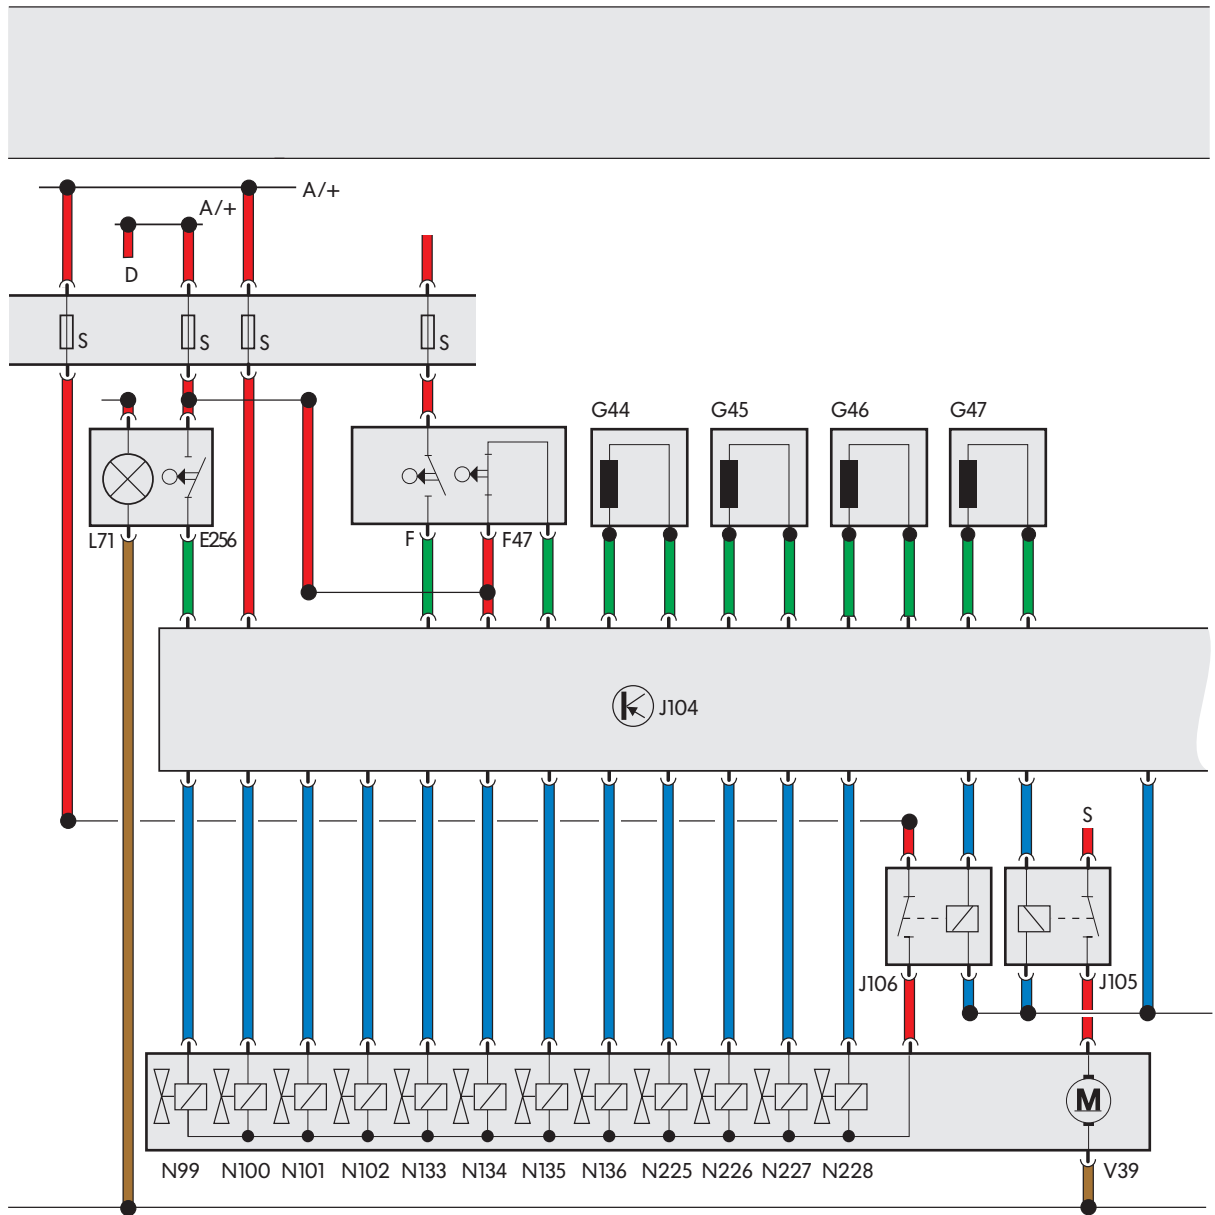 A/+
A/+
D
S S S S
G44 G45 G46 G47
L71 E256 F F47
J104
S
J106 J105
M
N99 N100 N101 N102 N133 N134 N135 N136 N225 N226 N227 N228 V39